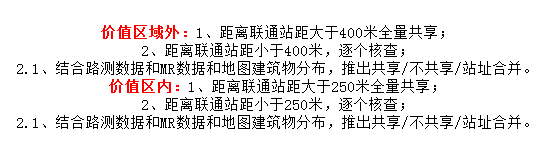 价值区域外：1、距离联通站距大于400米全量共享；
2、距离联通站距小于400米，逐个核查；
2.1、结合路测数据和MR数据和地图建筑物分布，推出共享/不共享/站址合并。
价值区内：1、距离联通站距大于250米全量共享；
2、距离联通站距小于250米，逐个核查；
2.1、结合路测数据和MR数据和地图建筑物分布，推出共享/不共享/站址合并。